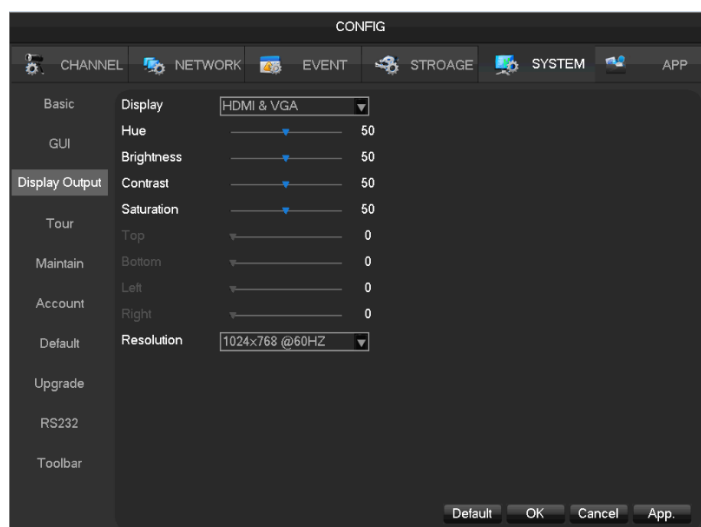 CONFIG
CHANNEL NETWORK EVENT STROAGE SYSTEM APP
Basic
GUI
Display Output
Tour
Maintain
Account
Default
Upgrade
RS232
Toolbar
Display HDMI & VGA
Hue 50
Brightness 50
Contrast 50
Saturation 50
Top 0
Bottom 0
Left 0
Right 0
Resolution 1024x768 @60HZ
Default OK Cancel App.